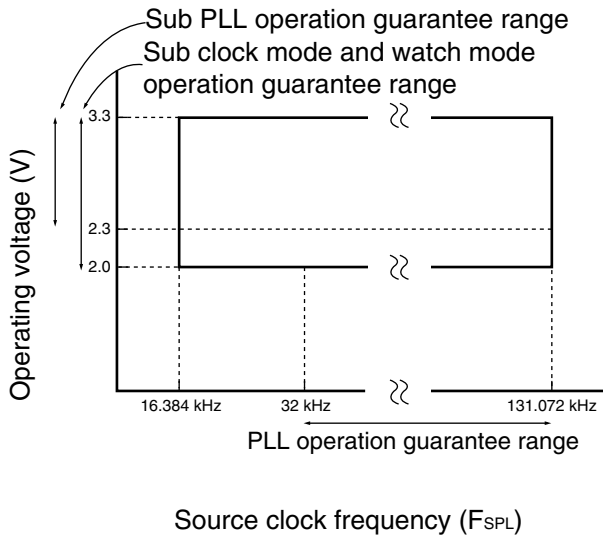 Sub PLL operation guarantee range
Sub clock mode and watch mode
operation guarantee range
Operating voltage (V)
3.3
2.3
2.0
16.384 kHz
32 kHz
131.072 kHz
PLL operation guarantee range
Source clock frequency (FSPL)